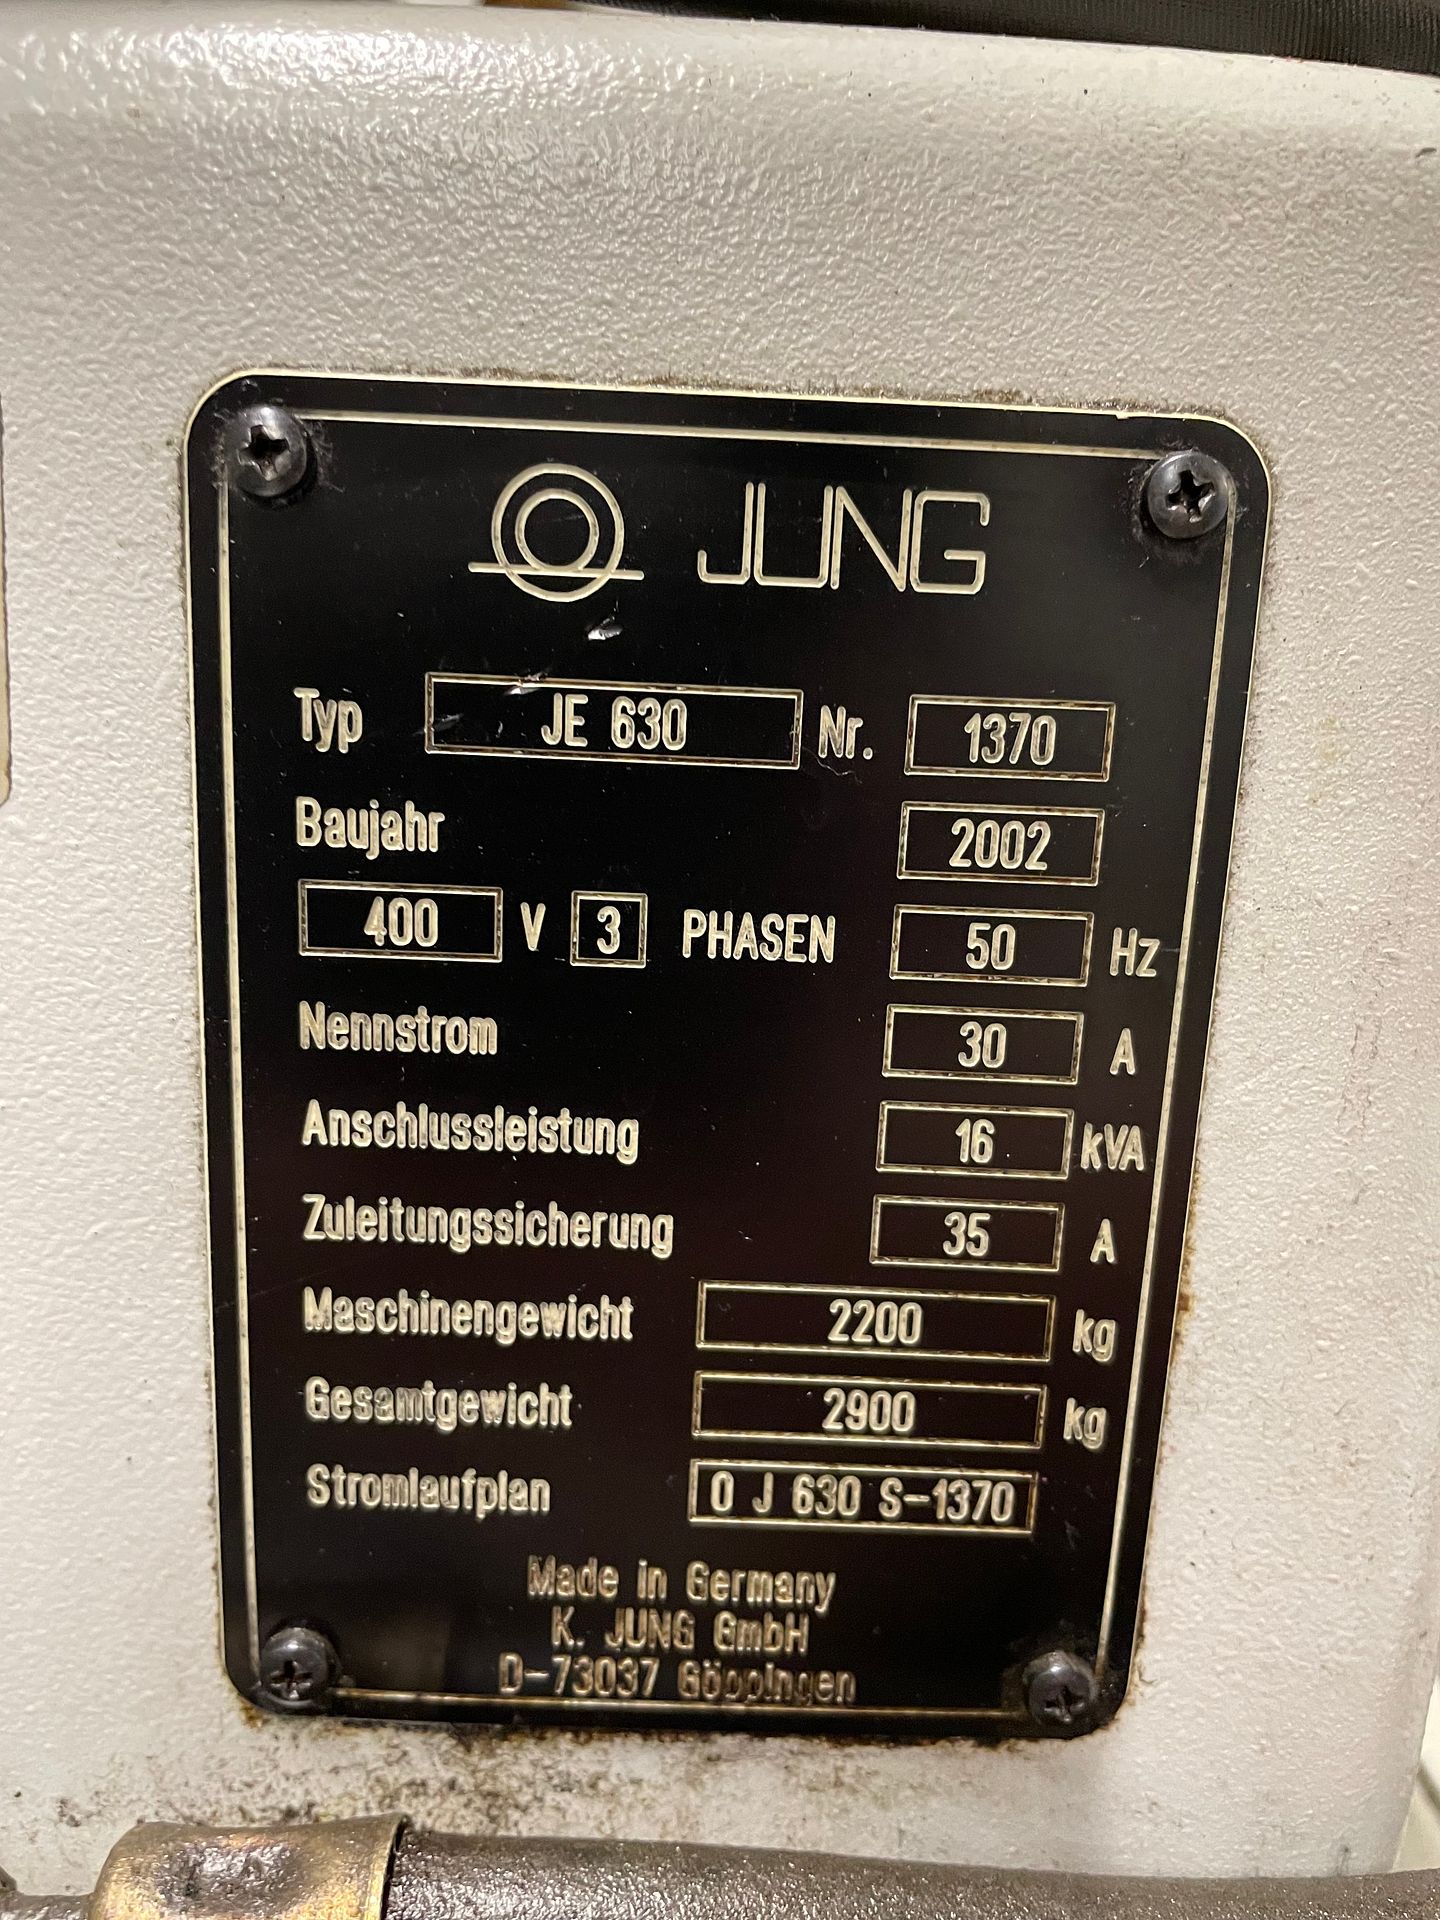 JUNG
Typ JE 630 Nr. 1370
Baujahr 2002
400 V 3 PHASEN 50 Hz
Nennstrom 30 A
Anschlussleistung 16 kVA
Zuleitungssicherung 35 A
Maschinengewicht 2200 kg
Gesamtgewicht 2900 kg
Stromlaufplan 0 J 630 S-1370
Made in Germany
K. JUNG GmbH
D-73037 Göppingen